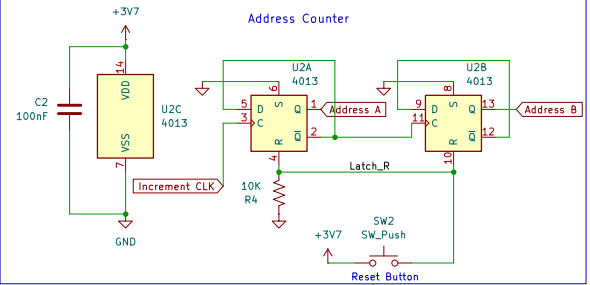 Address Counter
+3V7
14
VDD
VSS
7
C2
100nF
U2C
4013
GND
U2A
4013
6
S
5
D
3
C
Q
1
Q
2
R
4
Address A
Increment CLK
10K
R4
Latch_R
U2B
4013
8
S
9
D
11
C
Q
13
Q
12
R
10
Address B
SW2
SW_Push
+3V7
Reset Button